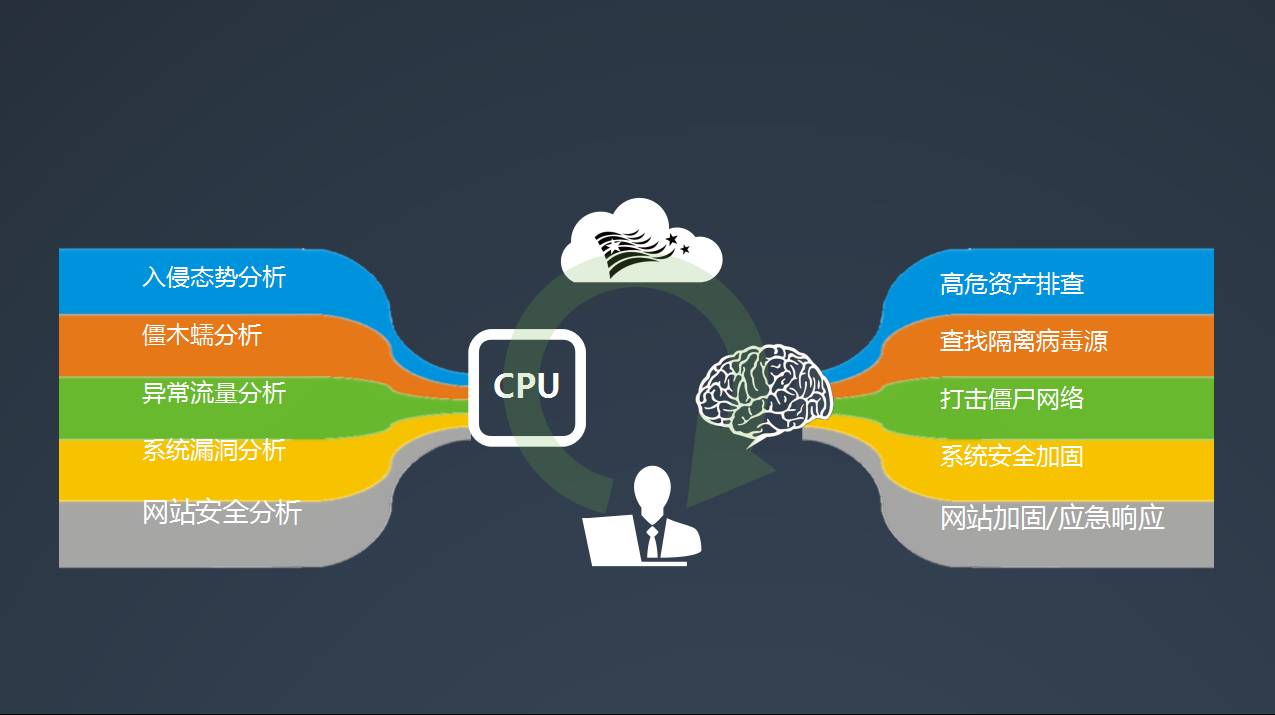 入侵态势分析
僵木蠕分析
异常流量分析
系统漏洞分析
网站安全分析
CPU
高危资产排查
查找隔离病毒源
打击僵尸网络
系统安全加固
网站加固/应急响应